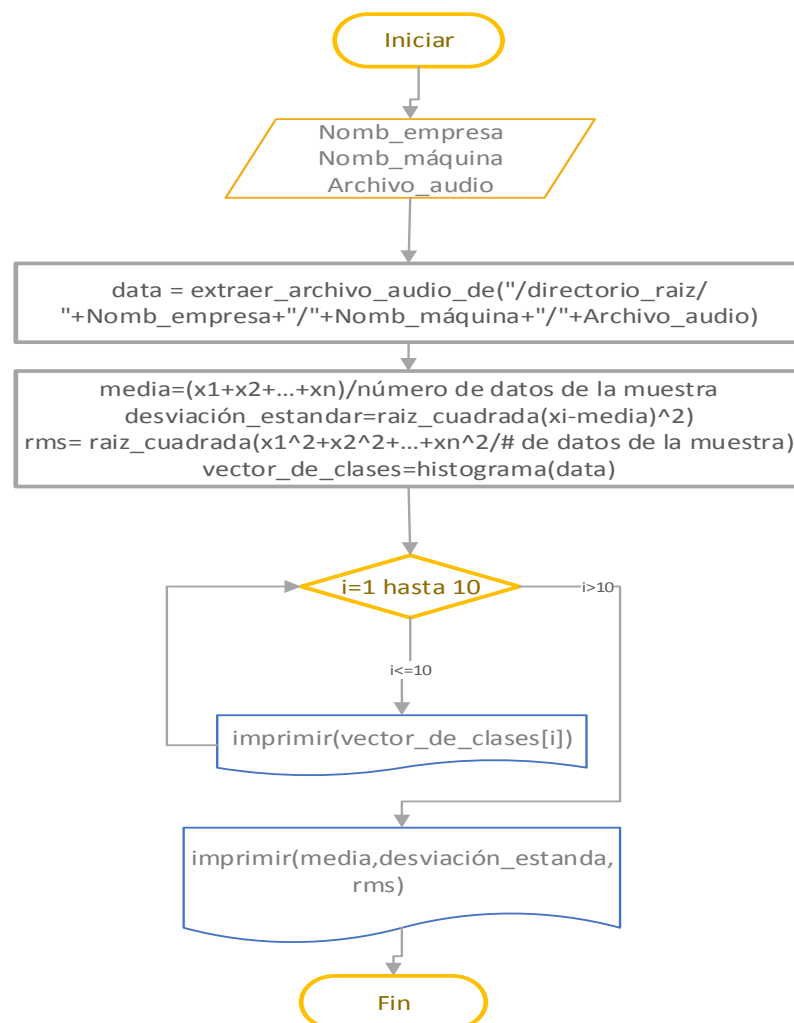 Iniciar
Nomb_empresa
Nomb_máquina
Archivo_audio
data = extraer_archivo_audio_de("/directorio_raiz/
"+Nomb_empresa+"/"+Nomb_máquina+"/"+Archivo_audio)
media=(x1+x2+...+xn)/número de datos de la muestra
desviación_estandar=raiz_cuadrada(xi-media)^2)
rms= raiz_cuadrada(x1^2+x2^2+...+xn^2/# de datos de la muestra)
vector_de_clases=histograma(data)
i=1 hasta 10
i>10
i<=10
imprimir(vector_de_clases[i])
imprimir(media,desviación_estanda,
rms)
Fin